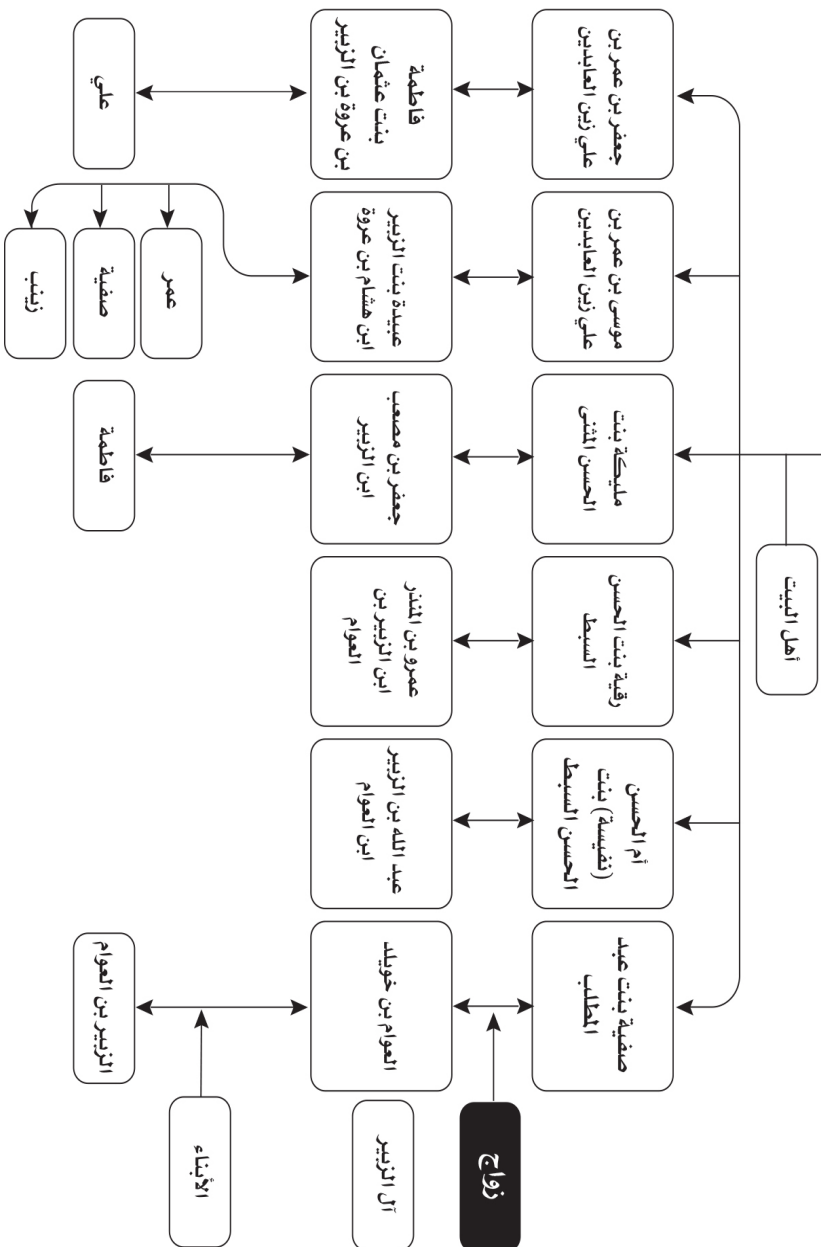 أهل البيت
صفية بنت عبد
المطلب
أم الحسن
(نفيسة) بنت
الحسن السبط
رقية بنت الحسن
السبط
مليكة بنت
الحسن المثنى
موسى بن عمر بن
علي زين العابدين
جعفر بن عمر بن
علي زين العابدين
زواج
آل الزبير
العوام بن خويلد
عبد الله بن الزبير
ابن العوام
عمرو بن المنذر
ابن الزبير بن
العوام
جعفر بن مصعب
ابن الزبير
عبيدة بنت الزبير
ابن هشام بن عروة
فاطمة
بنت عثمان
بن عروة بن الزبير
الأبناء
الزبير بن العوام
فاطمة
عمر
صفية
زينب
علي